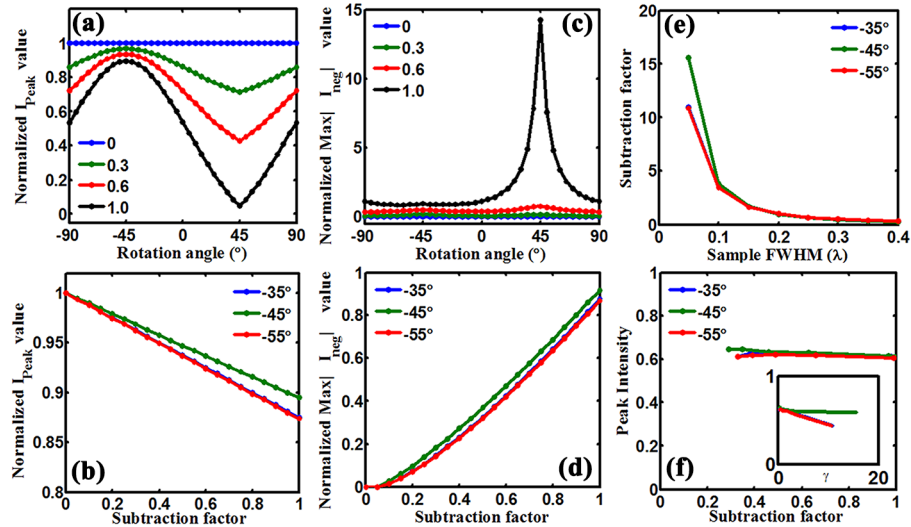 (a)
Normalized I_Peak value
1
0.8
0.6
0.4
0.2
0
0
0.3
0.6
1.0
-90 -45 0 45 90
Rotation angle (°)
(c)
Normalized Max| I_neg| value
15
10
5
0
0
0.3
0.6
1.0
-90 -45 0 45 90
Rotation angle (°)
(e)
Subtraction factor
20
15
10
5
0
-35°
-45°
-55°
0 0.1 0.2 0.3 0.4
Sample FWHM (λ)
(b)
Normalized I_Peak value
1
0.95
0.9
0.85
0.8
-35°
-45°
-55°
0 0.2 0.4 0.6 0.8 1
Subtraction factor
(d)
Normalized Max| I_neg| value
1
0.8
0.6
0.4
0.2
0
-35°
-45°
-55°
0 0.2 0.4 0.6 0.8 1
Subtraction factor
(f)
Peak Intensity
1
0.8
0.6
0.4
0.2
0
-35°
-45°
-55°
1
0
γ 20
0 0.2 0.4 0.6 0.8 1
Subtraction factor